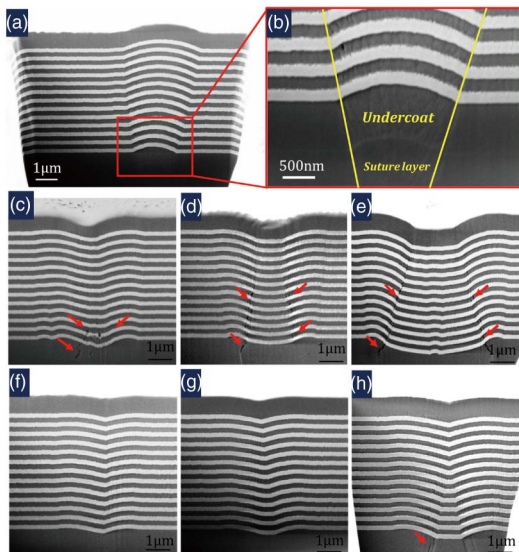 (a)
1μm
(b)
Undercoat
Suture layer
500nm
(c)
1μm
(d)
1μm
(e)
1μm
(f)
1μm
(g)
1μm
(h)
1μm